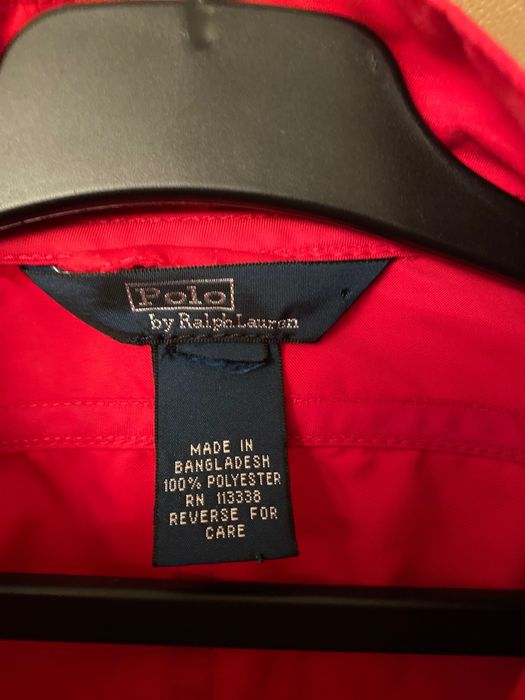 Polo
by Ralph Lauren
MADE IN
BANGLADESH
100% POLYESTER
RN 113338
REVERSE FOR
CARE